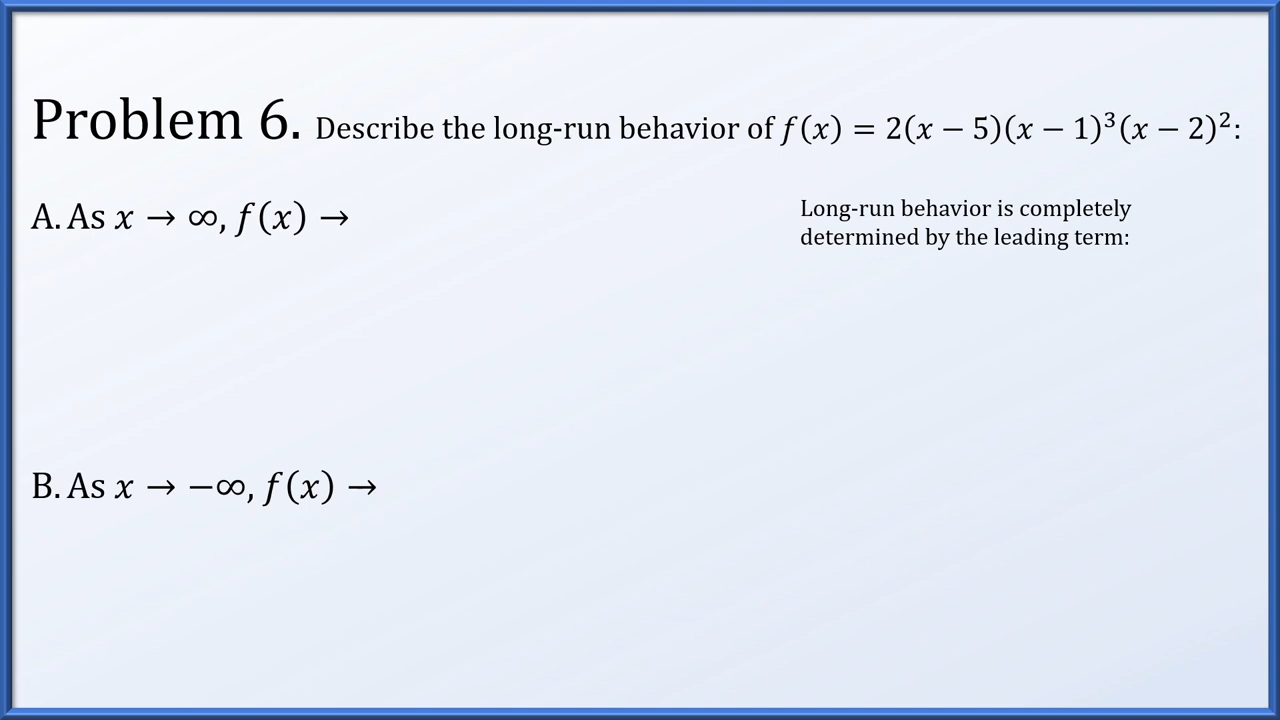 Problem 6. Describe the long-run behavior of f(x) = 2(x − 5)(x − 1)³(x − 2)²:
A. As x → ∞, f(x) →
Long-run behavior is completely
determined by the leading term:
B. As x → −∞, f(x) →